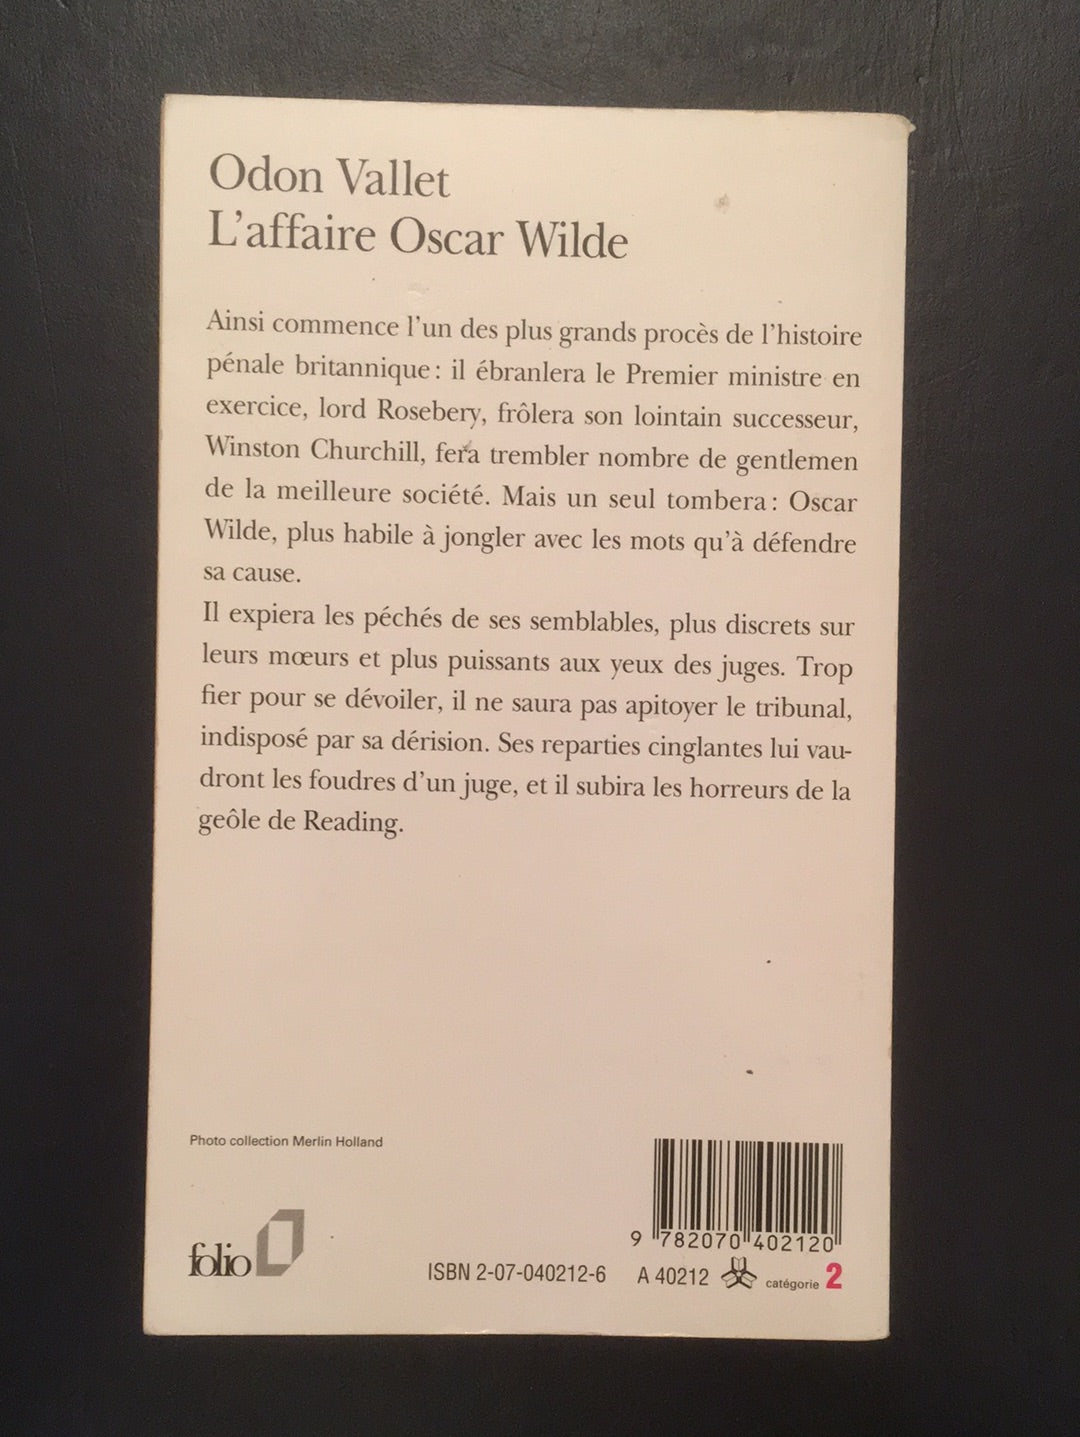 Odon Vallet
L'affaire Oscar Wilde
Ainsi commence l'un des plus grands procès de l'histoire
pénale britannique : il ébranlera le Premier ministre en
exercice, lord Rosebery, frôlera son lointain successeur,
Winston Churchill, fera trembler nombre de gentlemen
de la meilleure société. Mais un seul tombera : Oscar
Wilde, plus habile à jongler avec les mots qu'à défendre
sa cause.
Il expiera les péchés de ses semblables, plus discrets sur
leurs mœurs et plus puissants aux yeux des juges. Trop
fier pour se dévoiler, il ne saura pas apitoyer le tribunal,
indisposé par sa dérision. Ses reparties cinglantes lui vau-
dront les foudres d'un juge, et il subira les horreurs de la
geôle de Reading.
Photo collection Merlin Holland
9 782070 402120
folio
ISBN 2-07-040212-6 A 40212 catégorie 2